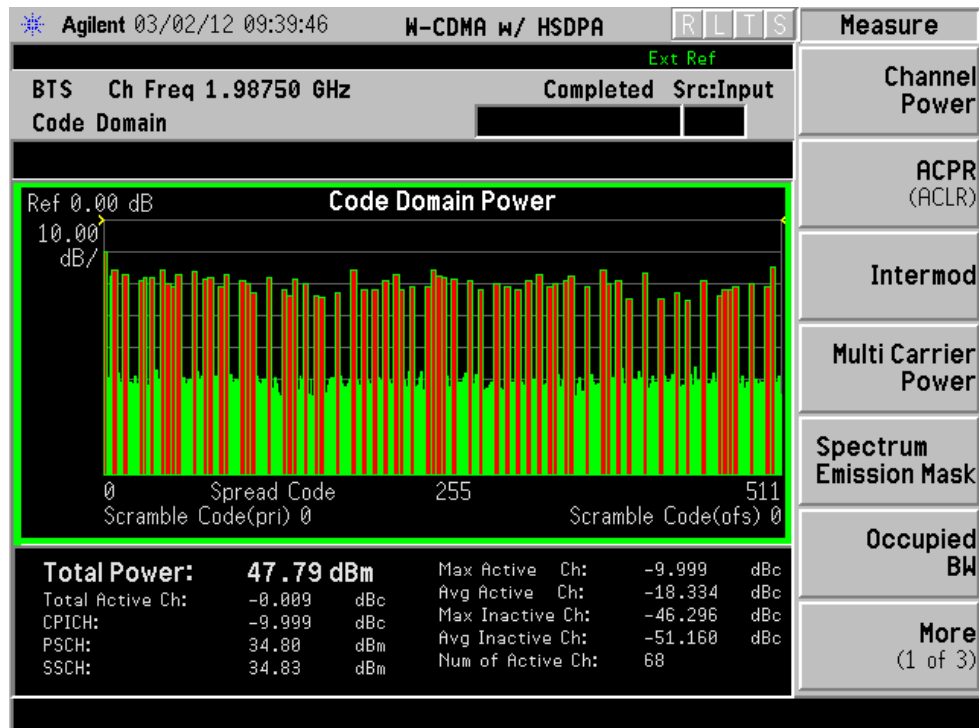 Agilent 03/02/12 09:39:46 W-CDMA w/ HSDPA R L T S Measure
Ext Ref
BTS Ch Freq 1.98750 GHz Completed Src:Input
Code Domain
Channel Power
ACPR
(ACLR)
Intermod
Multi Carrier Power
Spectrum Emission Mask
Occupied BW
More
(1 of 3)
Ref 0.00 dB Code Domain Power
10.00
dB/
0 Spread Code 255 511
Scramble Code(pri) 0 Scramble Code(ofs) 0
Total Power: 47.79 dBm
Total Active Ch: -0.009 dBc
CPICH: -9.999 dBc
PSCH: 34.80 dBm
SSCH: 34.83 dBm
Max Active Ch: -9.999 dBc
Avg Active Ch: -18.334 dBc
Max Inactive Ch: -46.296 dBc
Avg Inactive Ch: -51.160 dBc
Num of Active Ch: 68